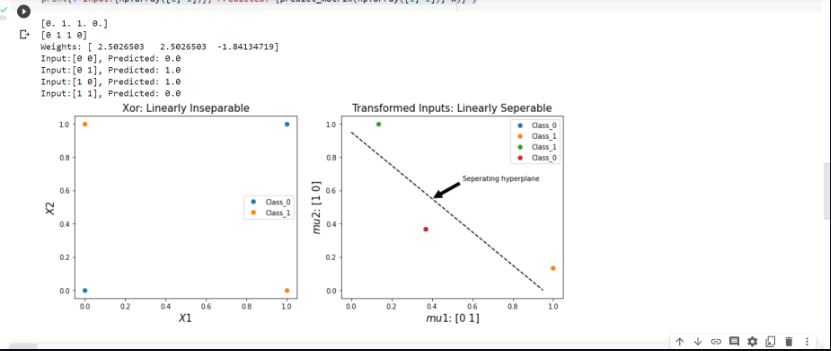 [0. 1. 1. 0.]
[0 1 1 0]
Weights: [ 2.5026503 2.5026503 -1.84134719]
Input:[0 0], Predicted: 0.0
Input:[0 1], Predicted: 1.0
Input:[1 0], Predicted: 1.0
Input:[1 1], Predicted: 0.0
Xor: Linearly Inseparable
1.0
0.8
0.6
0.4
0.2
0.0
X2
Class_0
Class_1
0.0 0.2 0.4 0.6 0.8 1.0
X1
Transformed Inputs: Linearly Seperable
1.0
0.8
0.6
0.4
0.2
0.0
mu2: [1 0]
Class_0
Class_1
Class_1
Class_0
Seperating hyperplane
0.0 0.2 0.4 0.6 0.8 1.0
mu1: [0 1]